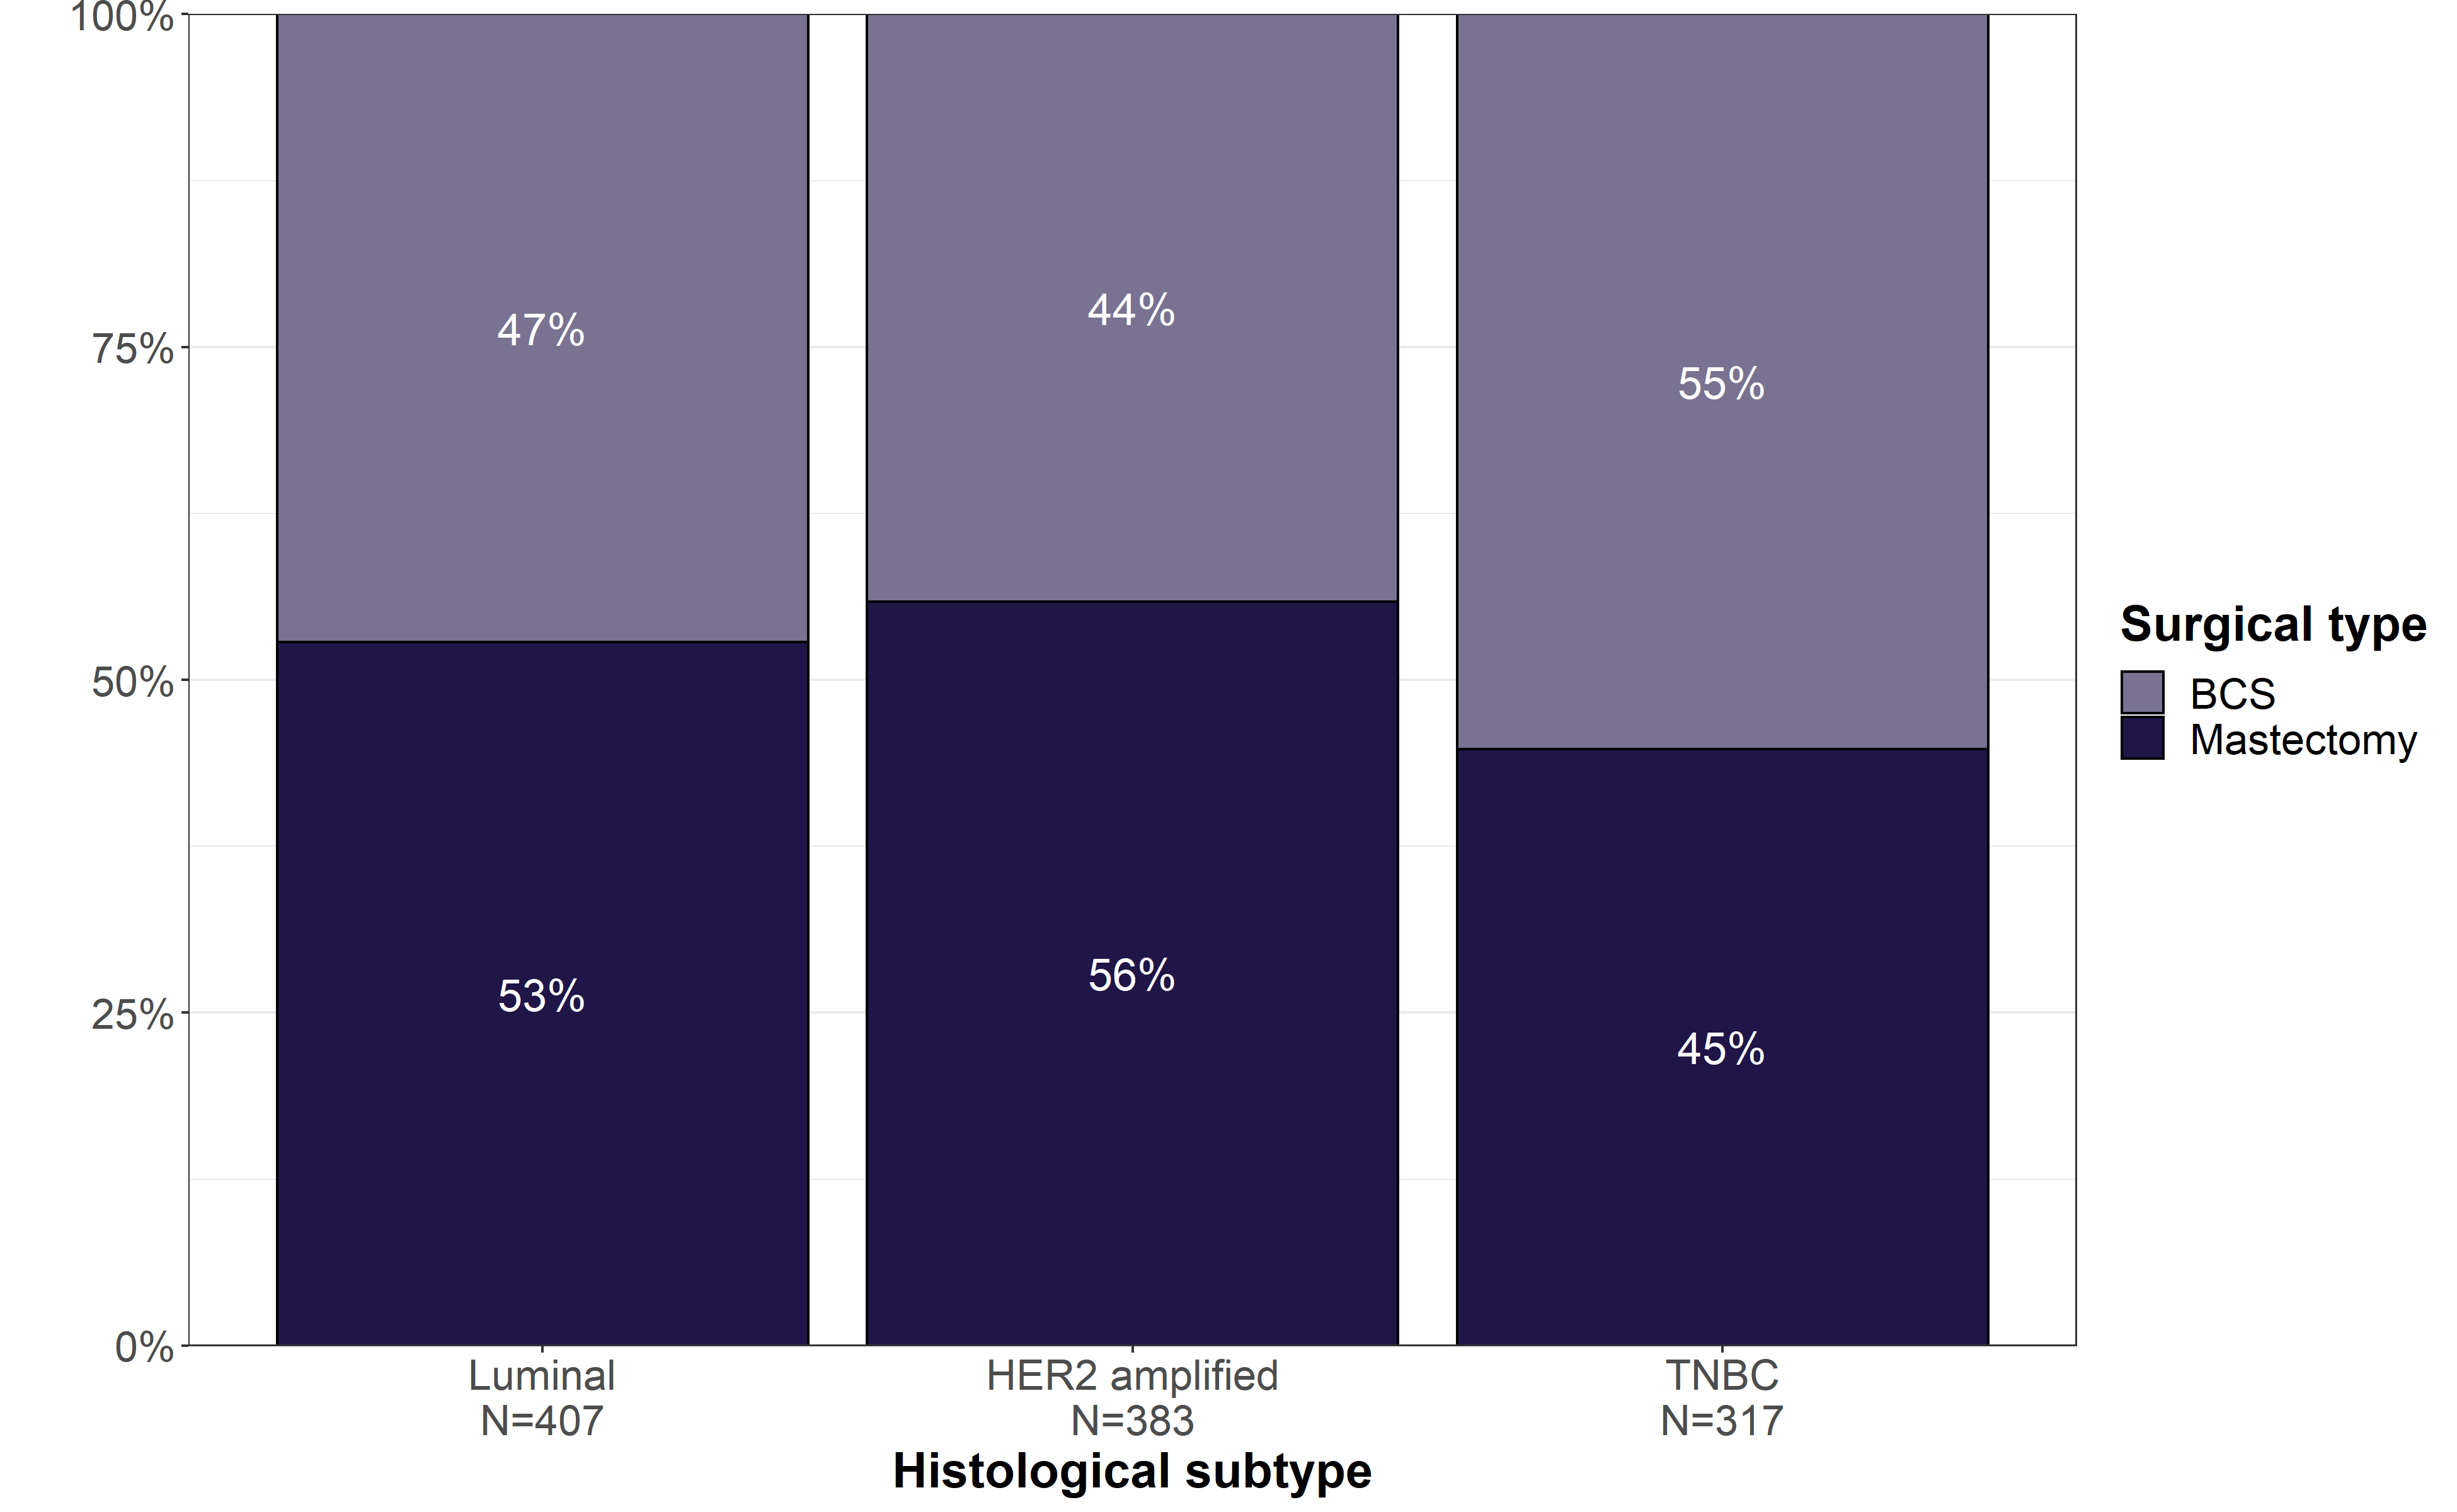 100%
75%
50%
25%
0%
47%
44%
55%
53%
56%
45%
Luminal
N=407
HER2 amplified
N=383
TNBC
N=317
Histological subtype
Surgical type
BCS
Mastectomy